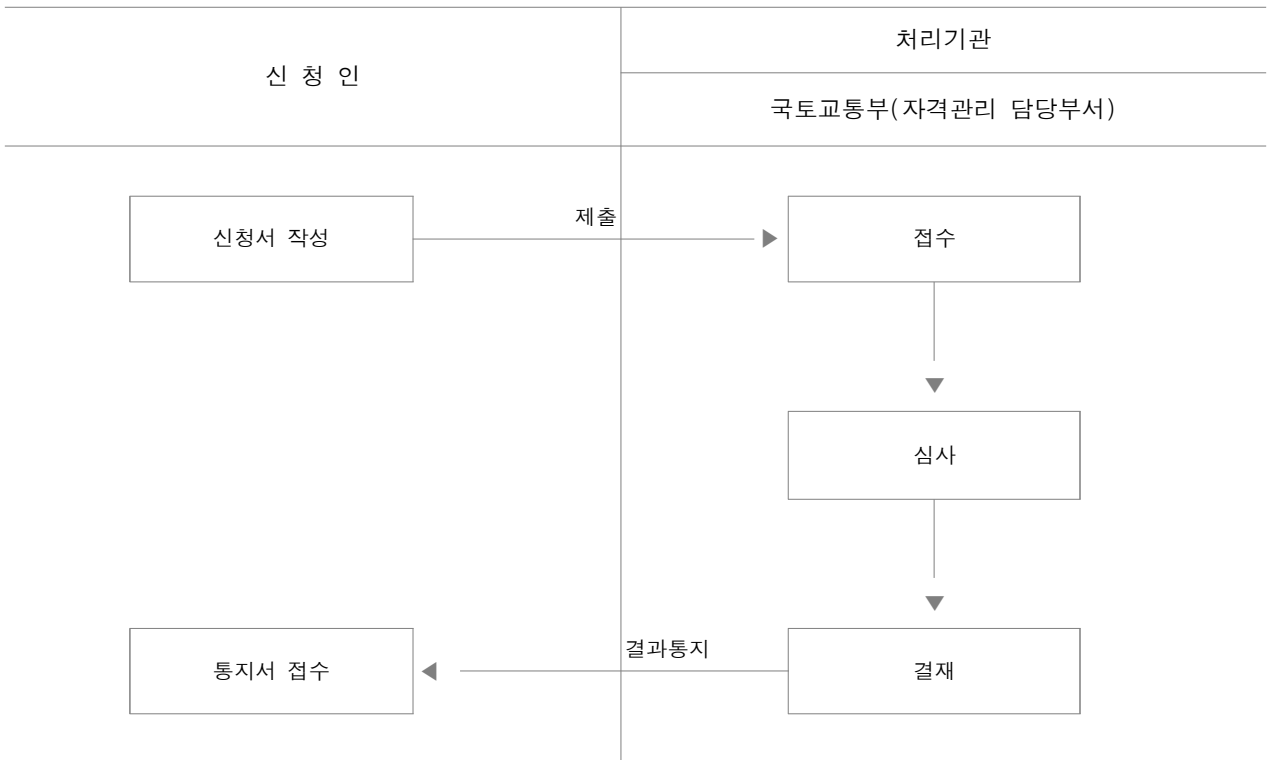 신 청 인
처리기관
국토교통부(자격관리 담당부서)
신청서 작성
제출
접수
심사
통지서 접수
결과통지
결재